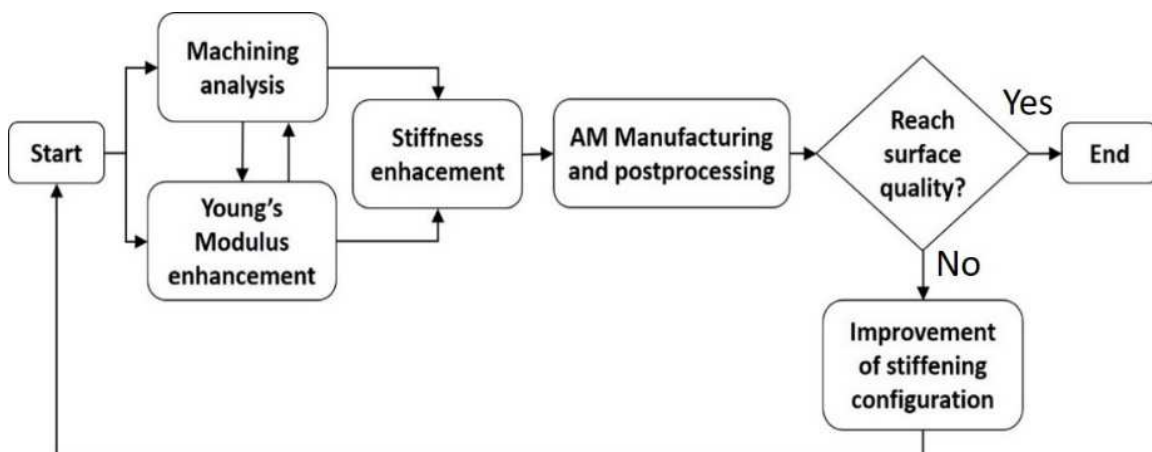 Start
Machining
analysis
Young's
Modulus
enhancement
Stiffness
enhacement
AM Manufacturing
and postprocessing
Reach
surface
quality?
Yes
End
No
Improvement
of stiffening
configuration